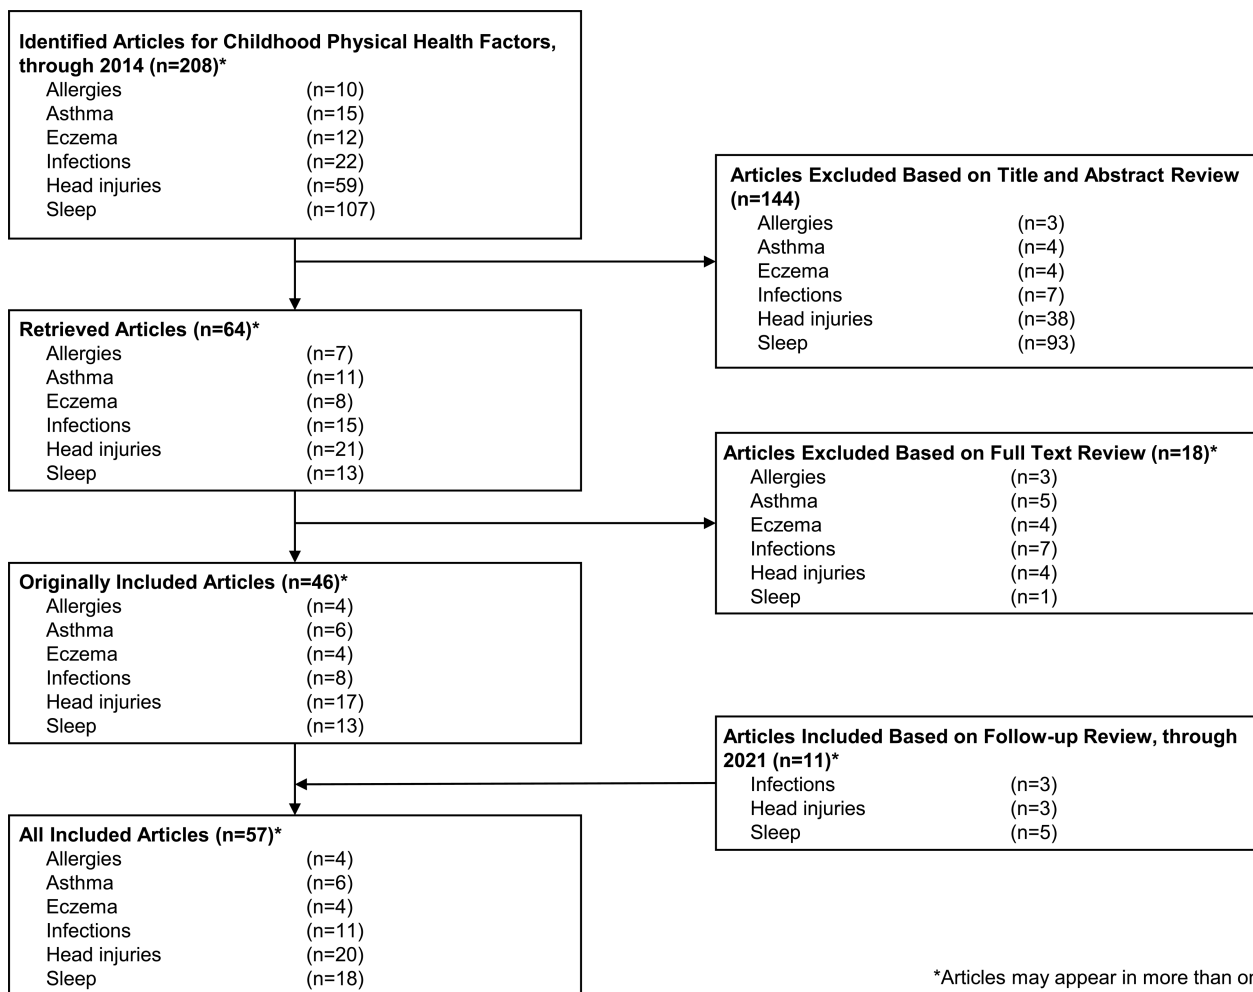 Identified Articles for Childhood Physical Health Factors,
through 2014 (n=208)*
Allergies (n=10)
Asthma (n=15)
Eczema (n=12)
Infections (n=22)
Head injuries (n=59)
Sleep (n=107)
Articles Excluded Based on Title and Abstract Review
(n=144)
Allergies (n=3)
Asthma (n=4)
Eczema (n=4)
Infections (n=7)
Head injuries (n=38)
Sleep (n=93)
Retrieved Articles (n=64)*
Allergies (n=7)
Asthma (n=11)
Eczema (n=8)
Infections (n=15)
Head injuries (n=21)
Sleep (n=13)
Articles Excluded Based on Full Text Review (n=18)*
Allergies (n=3)
Asthma (n=5)
Eczema (n=4)
Infections (n=7)
Head injuries (n=4)
Sleep (n=1)
Originally Included Articles (n=46)*
Allergies (n=4)
Asthma (n=6)
Eczema (n=4)
Infections (n=8)
Head injuries (n=17)
Sleep (n=13)
Articles Included Based on Follow-up Review, through
2021 (n=11)*
Infections (n=3)
Head injuries (n=3)
Sleep (n=5)
All Included Articles (n=57)*
Allergies (n=4)
Asthma (n=6)
Eczema (n=4)
Infections (n=11)
Head injuries (n=20)
Sleep (n=18)
*Articles may appear in more than